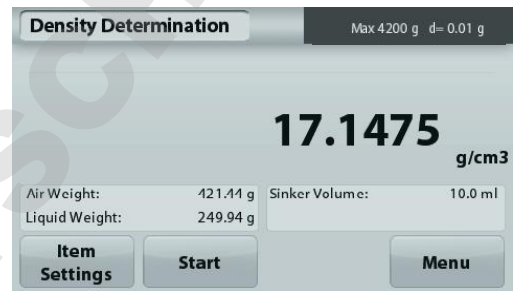 Density Determination
Max 4200 g d= 0.01 g
17.1475
g/cm3
Air Weight: 421.44 g
Liquid Weight: 249.94 g
Sinker Volume: 10.0 ml
Item Settings
Start
Menu